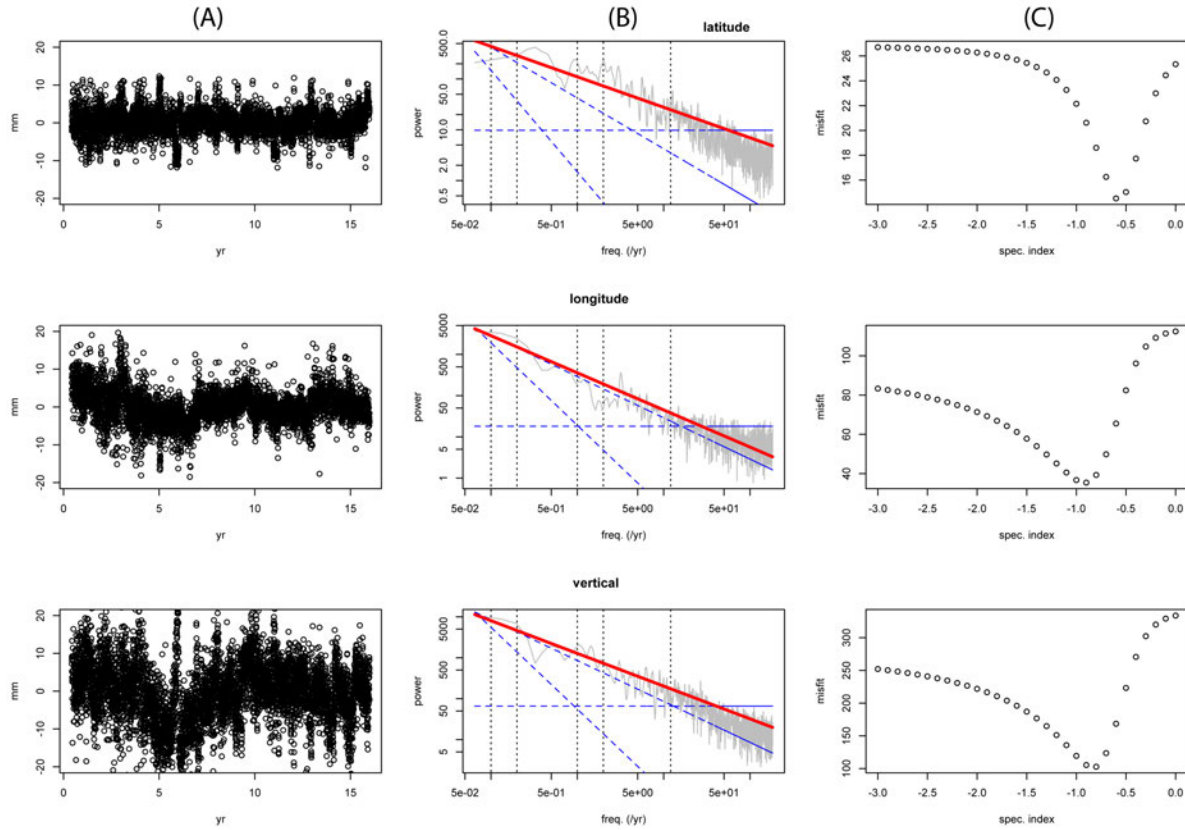 (A)
(B)
(C)
latitude
mm
20
10
0
-10
-20
0 5 10 15
yr
power
500.0
50.0
10.0
2.0
0.5
5e-02 5e-01 5e+00 5e+01
freq. (/yr)
misfit
26
24
22
20
18
16
-3.0 -2.5 -2.0 -1.5 -1.0 -0.5 0.0
spec. index
longitude
mm
20
10
0
-10
-20
0 5 10 15
yr
power
5000
500
50
5
1
5e-02 5e-01 5e+00 5e+01
freq. (/yr)
misfit
100
80
60
40
-3.0 -2.5 -2.0 -1.5 -1.0 -0.5 0.0
spec. index
vertical
mm
20
10
0
-10
-20
0 5 10 15
yr
power
5000
500
50
5
5e-02 5e-01 5e+00 5e+01
freq. (/yr)
misfit
300
250
200
150
100
-3.0 -2.5 -2.0 -1.5 -1.0 -0.5 0.0
spec. index